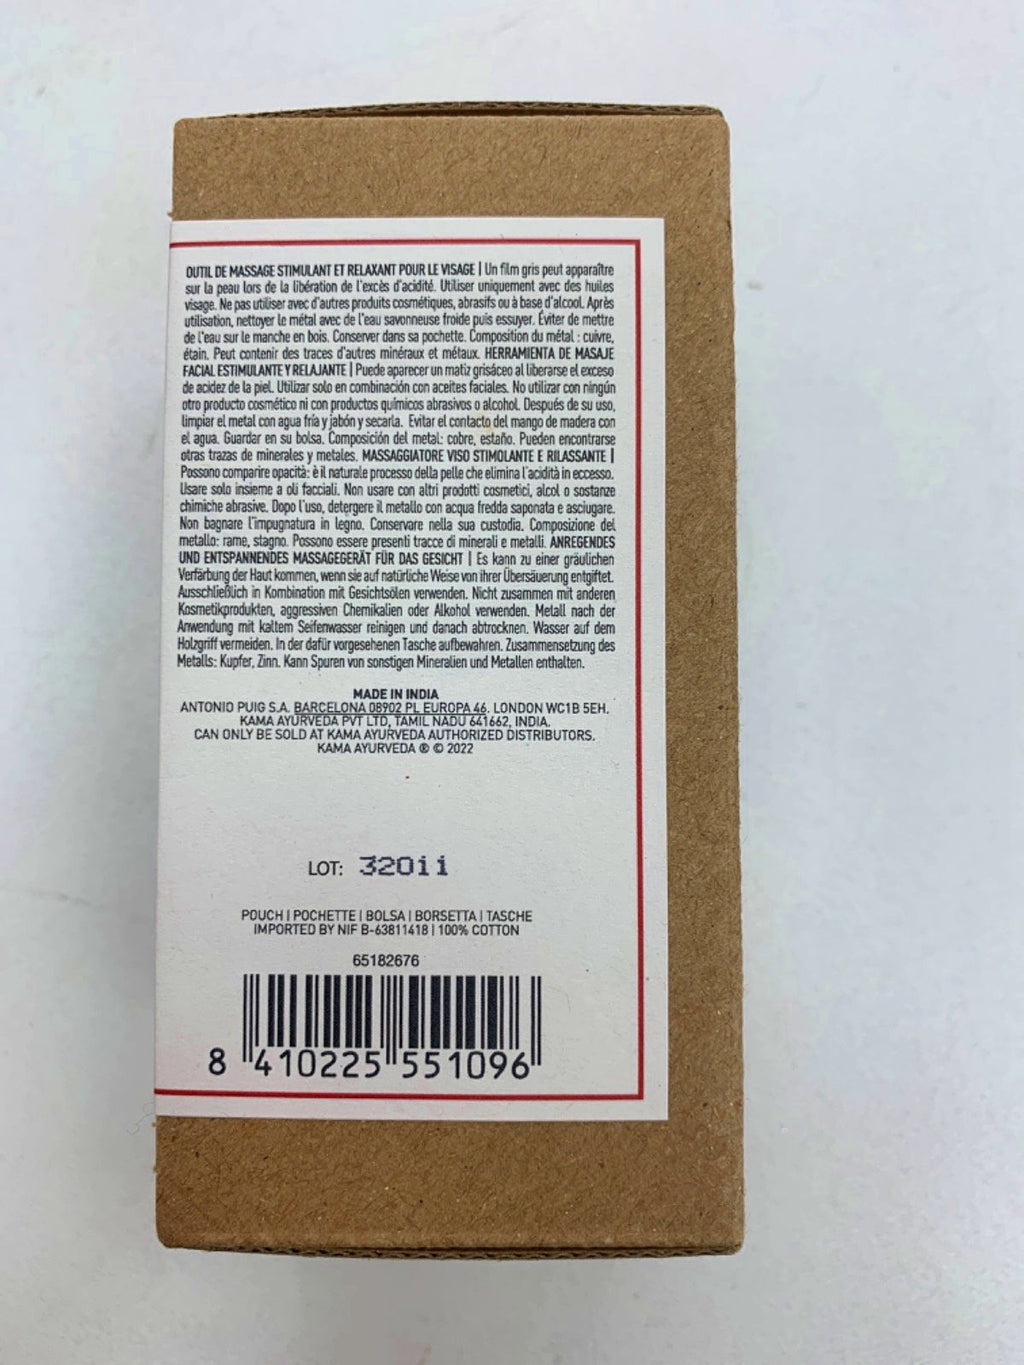 OUTIL DE MASSAGE STIMULANT ET RELAXANT POUR LE VISAGE | Un film gris peut apparaître
sur la peau lors de la libération de l'excès d'acidité. Utiliser uniquement avec des huiles
visage. Ne pas utiliser avec d'autres produits cosmétiques, abrasifs ou à base d'alcool. Après
utilisation, nettoyer le métal avec de l'eau savonneuse froide puis essuyer. Éviter de mettre
de l'eau sur le manche en bois. Conserver dans sa pochette. Composition du métal : cuivre,
étain. Peut contenir des traces d'autres minéraux et métaux. HERRAMIENTA DE MASAJE
FACIAL ESTIMULANTE Y RELAJANTE | Puede aparecer un matiz grisáceo al liberarse el exceso
de acidez de la piel. Utilizar solo en combinación con aceites faciales. No utilizar con ningún
otro producto cosmético ni con productos químicos abrasivos o alcohol. Después de su uso,
limpiar el metal con agua fría y jabón y secarla. Evitar el contacto del mango de madera con
el agua. Guardar en su bolsa. Composición del metal: cobre, estaño. Pueden encontrarse
otras trazas de minerales y metales. MASSAGGIATORE VISO STIMOLANTE E RILASSANTE |
Possono comparire opacità: è il naturale processo della pelle che elimina l'acidità in eccesso.
Usare solo insieme a oli facciali. Non usare con altri prodotti cosmetici, alcol o sostanze
chimiche abrasive. Dopo l'uso, detergere il metallo con acqua fredda saponata e asciugare.
Non bagnare l'impugnatura in legno. Conservare nella sua custodia. Composizione del
metallo: rame, stagno. Possono essere presenti tracce di minerali e metalli. ANREGENDES
UND ENTSPANNENDES MASSAGEGERÄT FÜR DAS GESICHT | Es kann zu einer gräulichen
Verfärbung der Haut kommen, wenn sie auf natürliche Weise von ihrer Übersäuerung entgiftet.
Ausschließlich in Kombination mit Gesichtsölen verwenden. Nicht zusammen mit anderen
Kosmetikprodukten, aggressiven Chemikalien oder Alkohol verwenden. Metall nach der
Anwendung mit kaltem Seifenwasser reinigen und danach abtrocknen. Wasser auf dem
Holzgriff vermeiden. In der dafür vorgesehenen Tasche aufbewahren. Zusammensetzung des
Metalls: Kupfer, Zinn. Kann Spuren von sonstigen Mineralien und Metallen enthalten.
MADE IN INDIA
ANTONIO PUIG S.A. BARCELONA 08902 PL EUROPA 46. LONDON WC1B 5EH.
KAMA AYURVEDA PVT LTD, TAMIL NADU 641662, INDIA.
CAN ONLY BE SOLD AT KAMA AYURVEDA AUTHORIZED DISTRIBUTORS.
KAMA AYURVEDA ® © 2022
LOT: 32011
POUCH | POCHETTE | BOLSA | BORSETTA | TASCHE
IMPORTED BY NIF B-63811418 | 100% COTTON
65182676
8 410225 551096